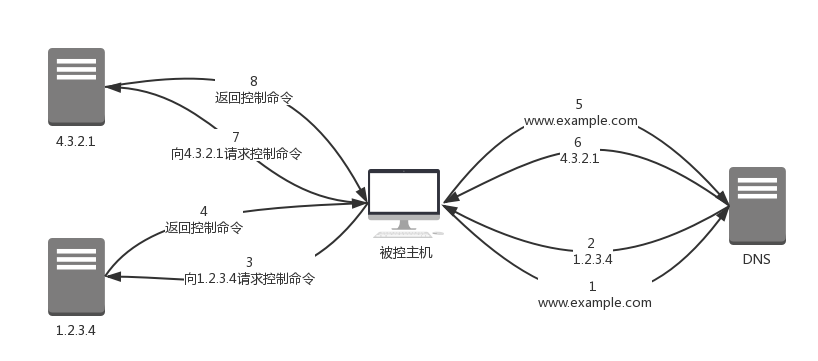 8
返回控制命令
7
向4.3.2.1请求控制命令
4.3.2.1
4
返回控制命令
3
向1.2.3.4请求控制命令
1.2.3.4
被控主机
5
www.example.com
6
4.3.2.1
2
1.2.3.4
1
www.example.com
DNS